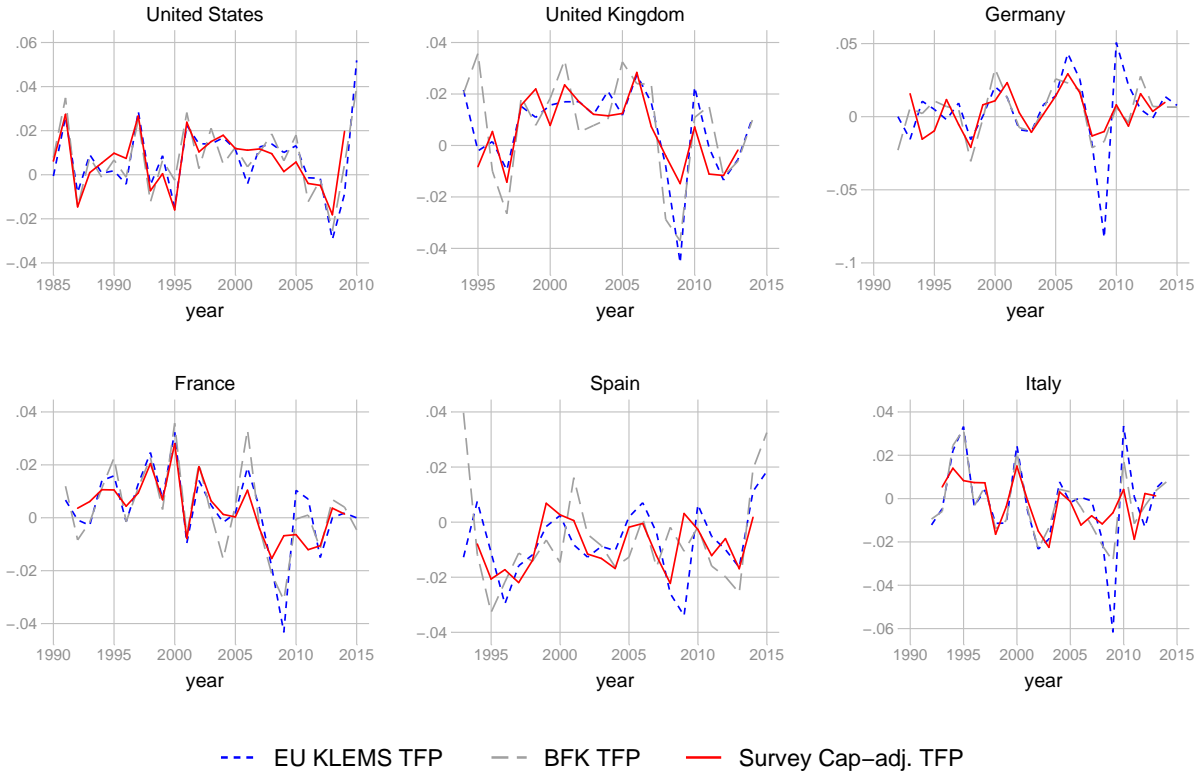 United States
United Kingdom
Germany
.06
.04
.02
0
−.02
−.04
1985 1990 1995 2000 2005 2010
year
.04
.02
0
−.02
−.04
1995 2000 2005 2010 2015
year
.05
0
−.05
−.1
1990 1995 2000 2005 2010 2015
year
France
Spain
Italy
.04
.02
0
−.02
−.04
1990 1995 2000 2005 2010 2015
year
.04
.02
0
−.02
−.04
1995 2000 2005 2010 2015
year
.04
.02
0
−.02
−.04
−.06
1990 1995 2000 2005 2010 2015
year
EU KLEMS TFP BFK TFP Survey Cap−adj. TFP